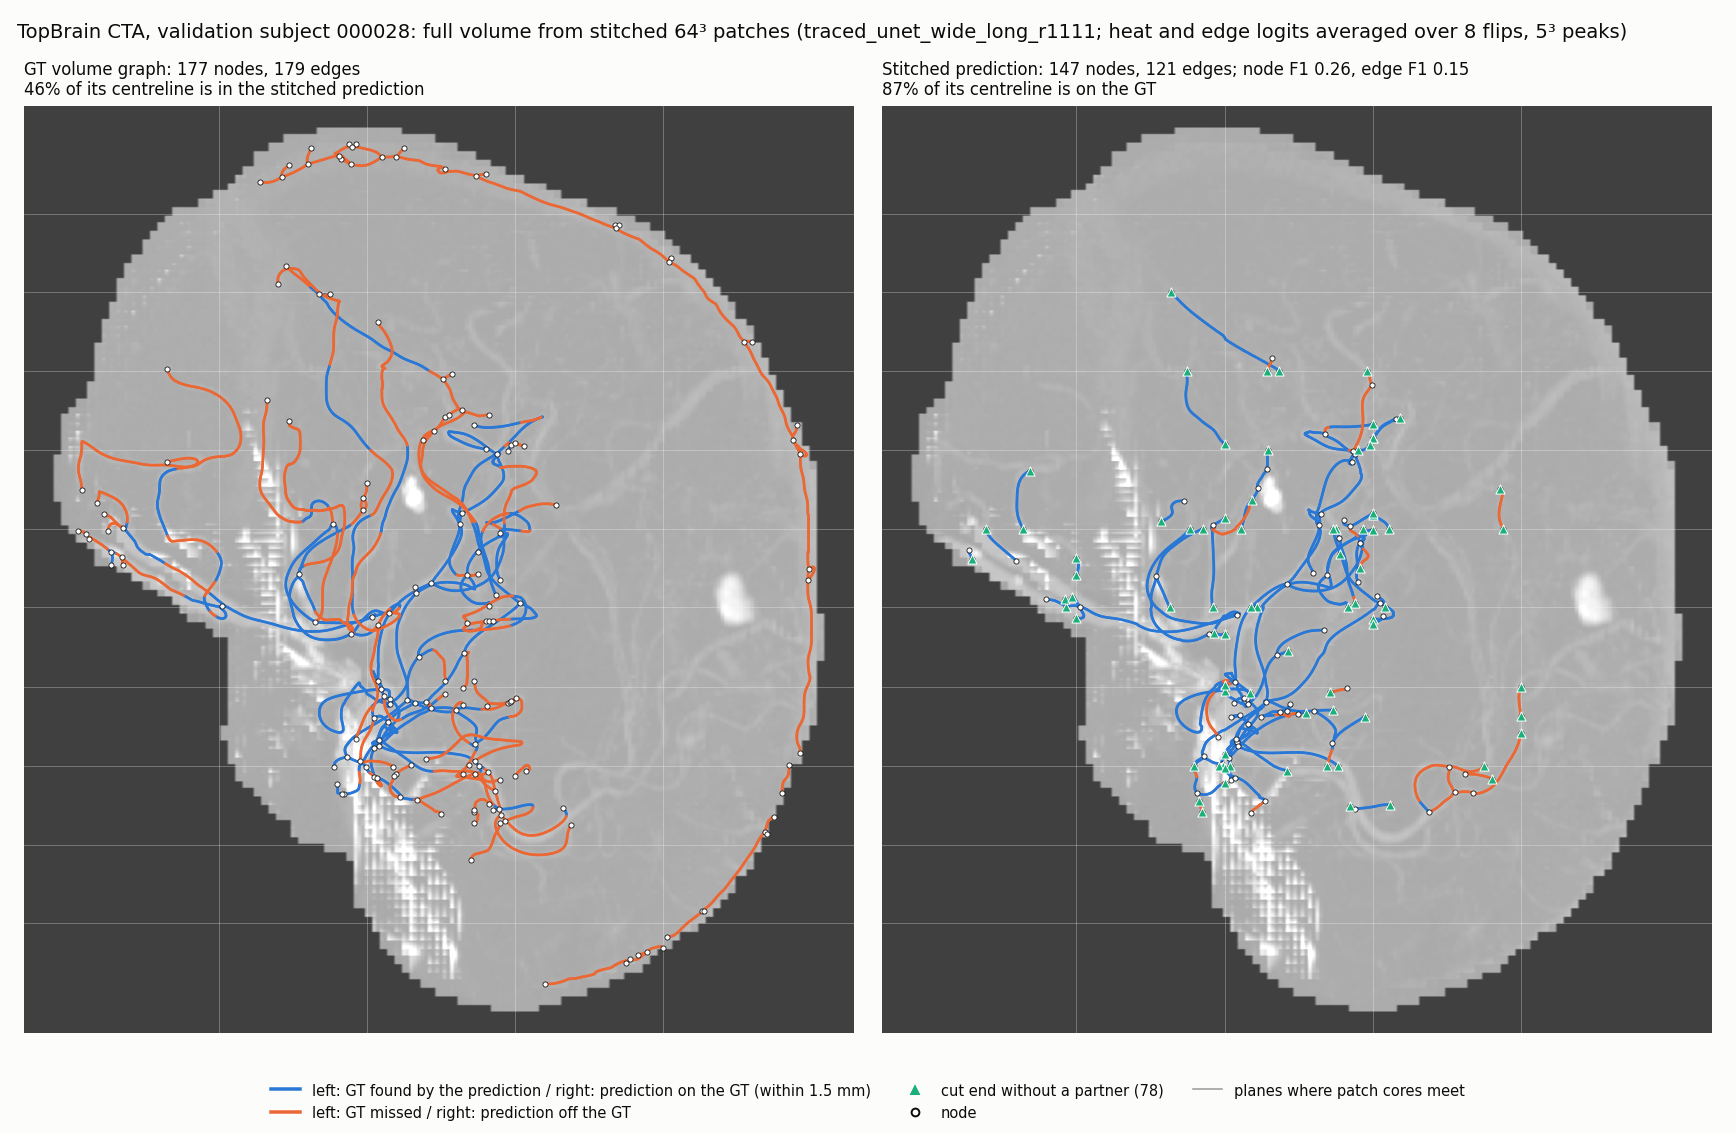 TopBrain CTA, validation subject 000028: full volume from stitched 64³ patches (traced_unet_wide_long_r1111; heat and edge logits averaged over 8 flips, 5³ peaks)
GT volume graph: 177 nodes, 179 edges
46% of its centreline is in the stitched prediction
Stitched prediction: 147 nodes, 121 edges; node F1 0.26, edge F1 0.15
87% of its centreline is on the GT
left: GT found by the prediction / right: prediction on the GT (within 1.5 mm)
left: GT missed / right: prediction off the GT
cut end without a partner (78)
node
planes where patch cores meet